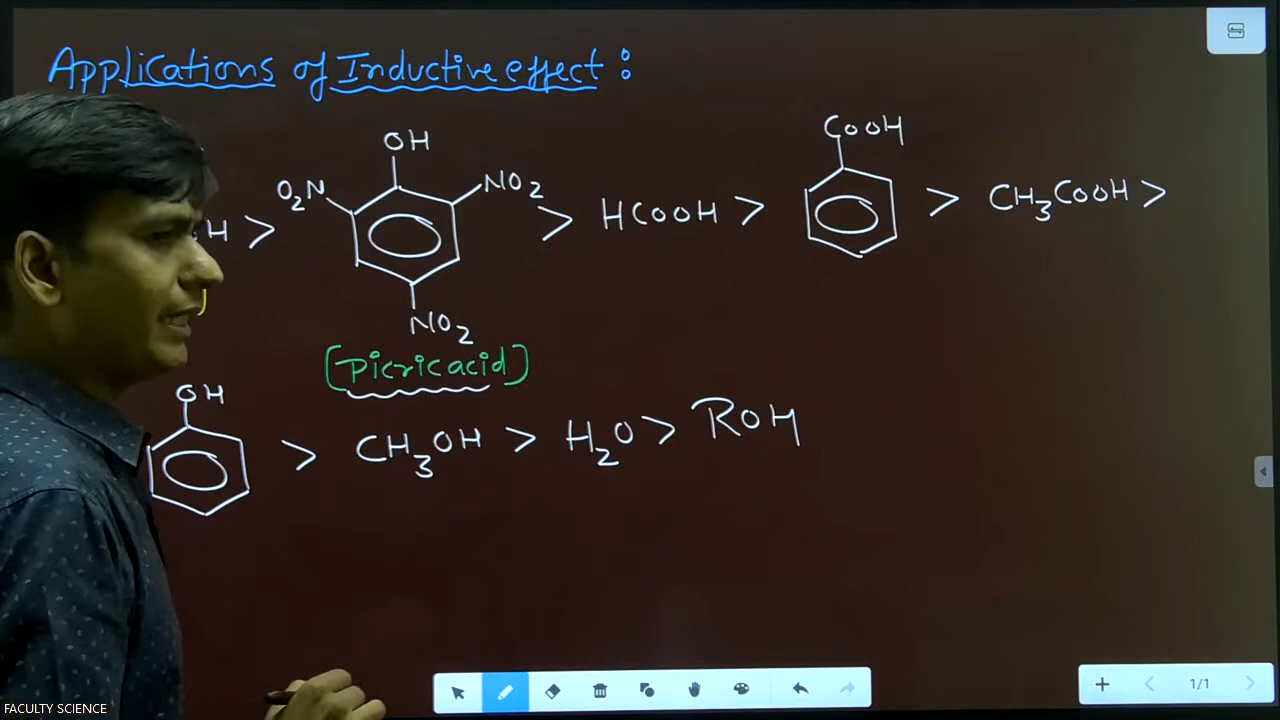 Applications of Inductive effect :
H > OH O2N NO2 NO2 > HCOOH > COOH > CH3COOH >
[Picric acid]
OH > CH3OH > H2O > ROH
1/1
FACULTY SCIENCE